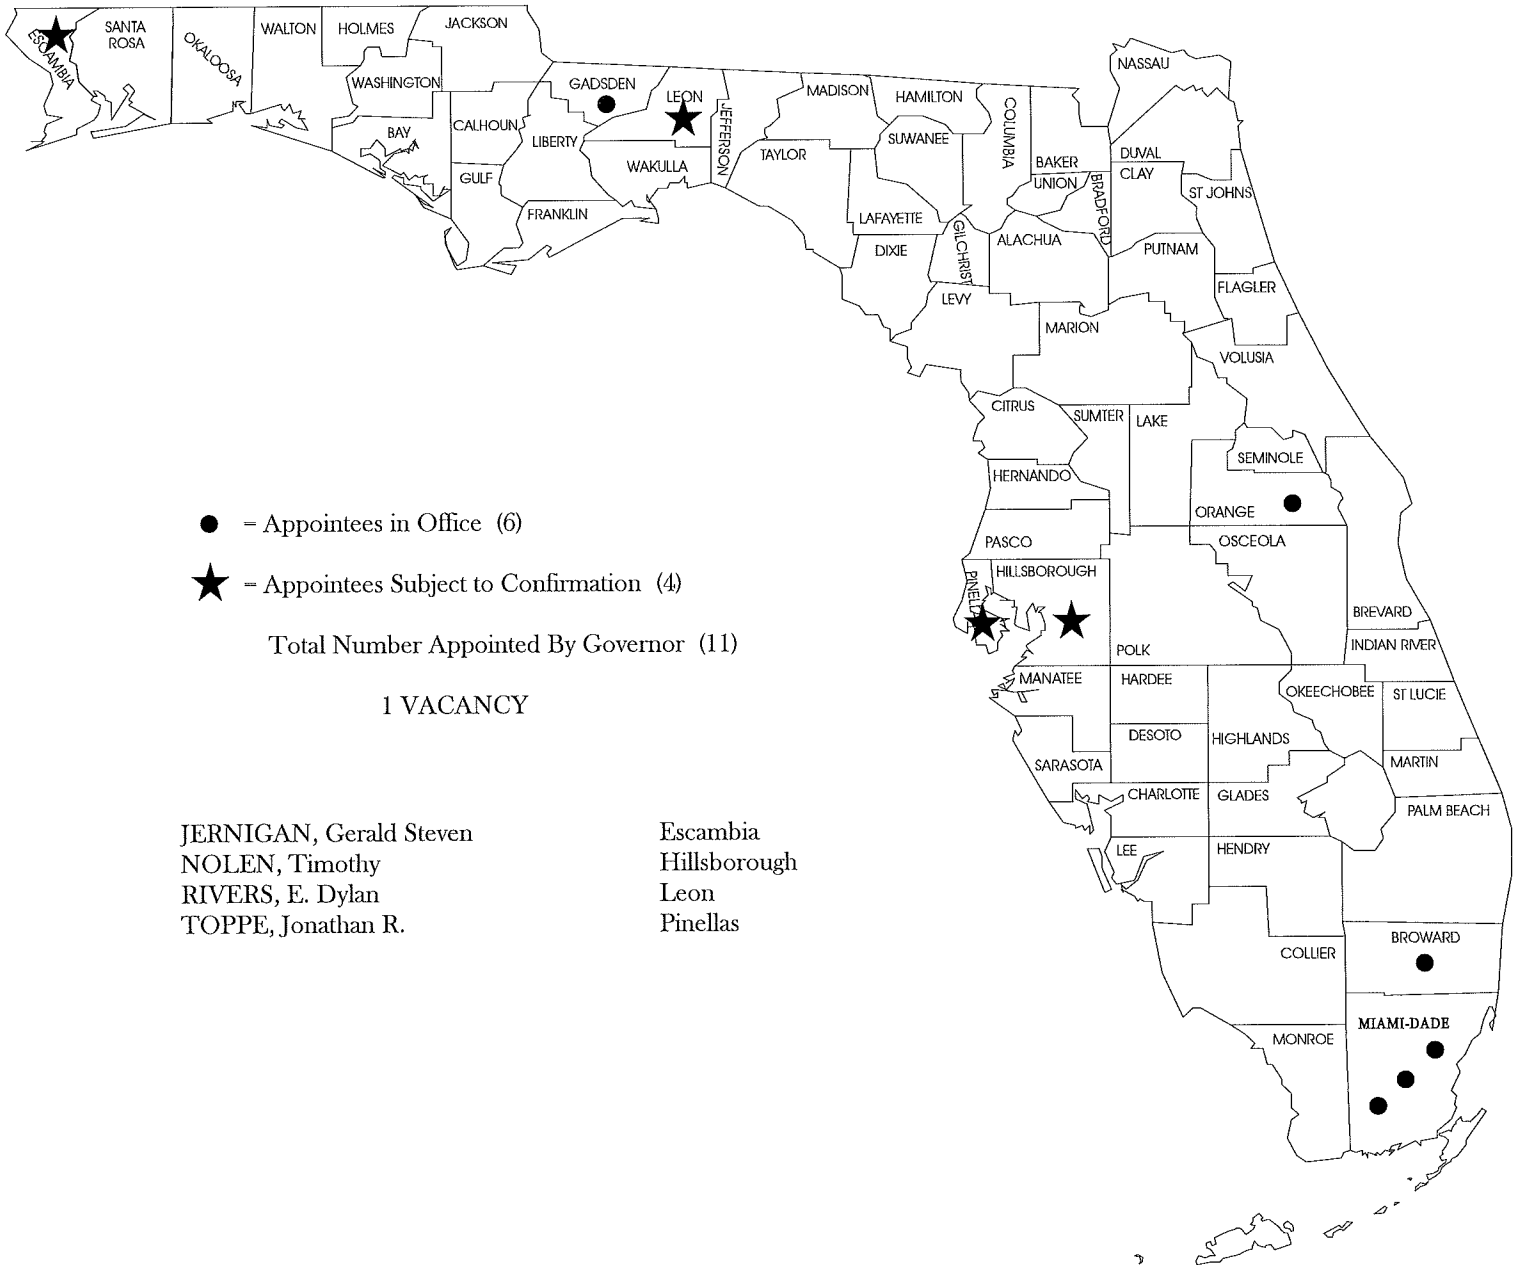 ESCAMBIA
SANTA
ROSA
OKALOOSA
WALTON
HOLMES
JACKSON
WASHINGTON
BAY
CALHOUN
GULF
GADSDEN
LIBERTY
FRANKLIN
LEON
WAKULLA
JEFFERSON
MADISON
TAYLOR
HAMILTON
SUWANEE
LAFAYETTE
DIXIE
COLUMBIA
GILCHRIST
LEVY
BAKER
UNION
BRADFORD
ALACHUA
NASSAU
DUVAL
CLAY
ST JOHNS
PUTNAM
FLAGLER
MARION
VOLUSIA
CITRUS
SUMTER
LAKE
SEMINOLE
HERNANDO
ORANGE
PASCO
OSCEOLA
PINELL
HILLSBOROUGH
BREVARD
POLK
INDIAN RIVER
MANATEE
HARDEE
OKEECHOBEE
ST LUCIE
DESOTO
HIGHLANDS
SARASOTA
MARTIN
CHARLOTTE
GLADES
PALM BEACH
LEE
HENDRY
COLLIER
BROWARD
MIAMI-DADE
MONROE
= Appointees in Office (6)
= Appointees Subject to Confirmation (4)
Total Number Appointed By Governor (11)
1 VACANCY
JERNIGAN, Gerald Steven Escambia
NOLEN, Timothy Hillsborough
RIVERS, E. Dylan Leon
TOPPE, Jonathan R. Pinellas